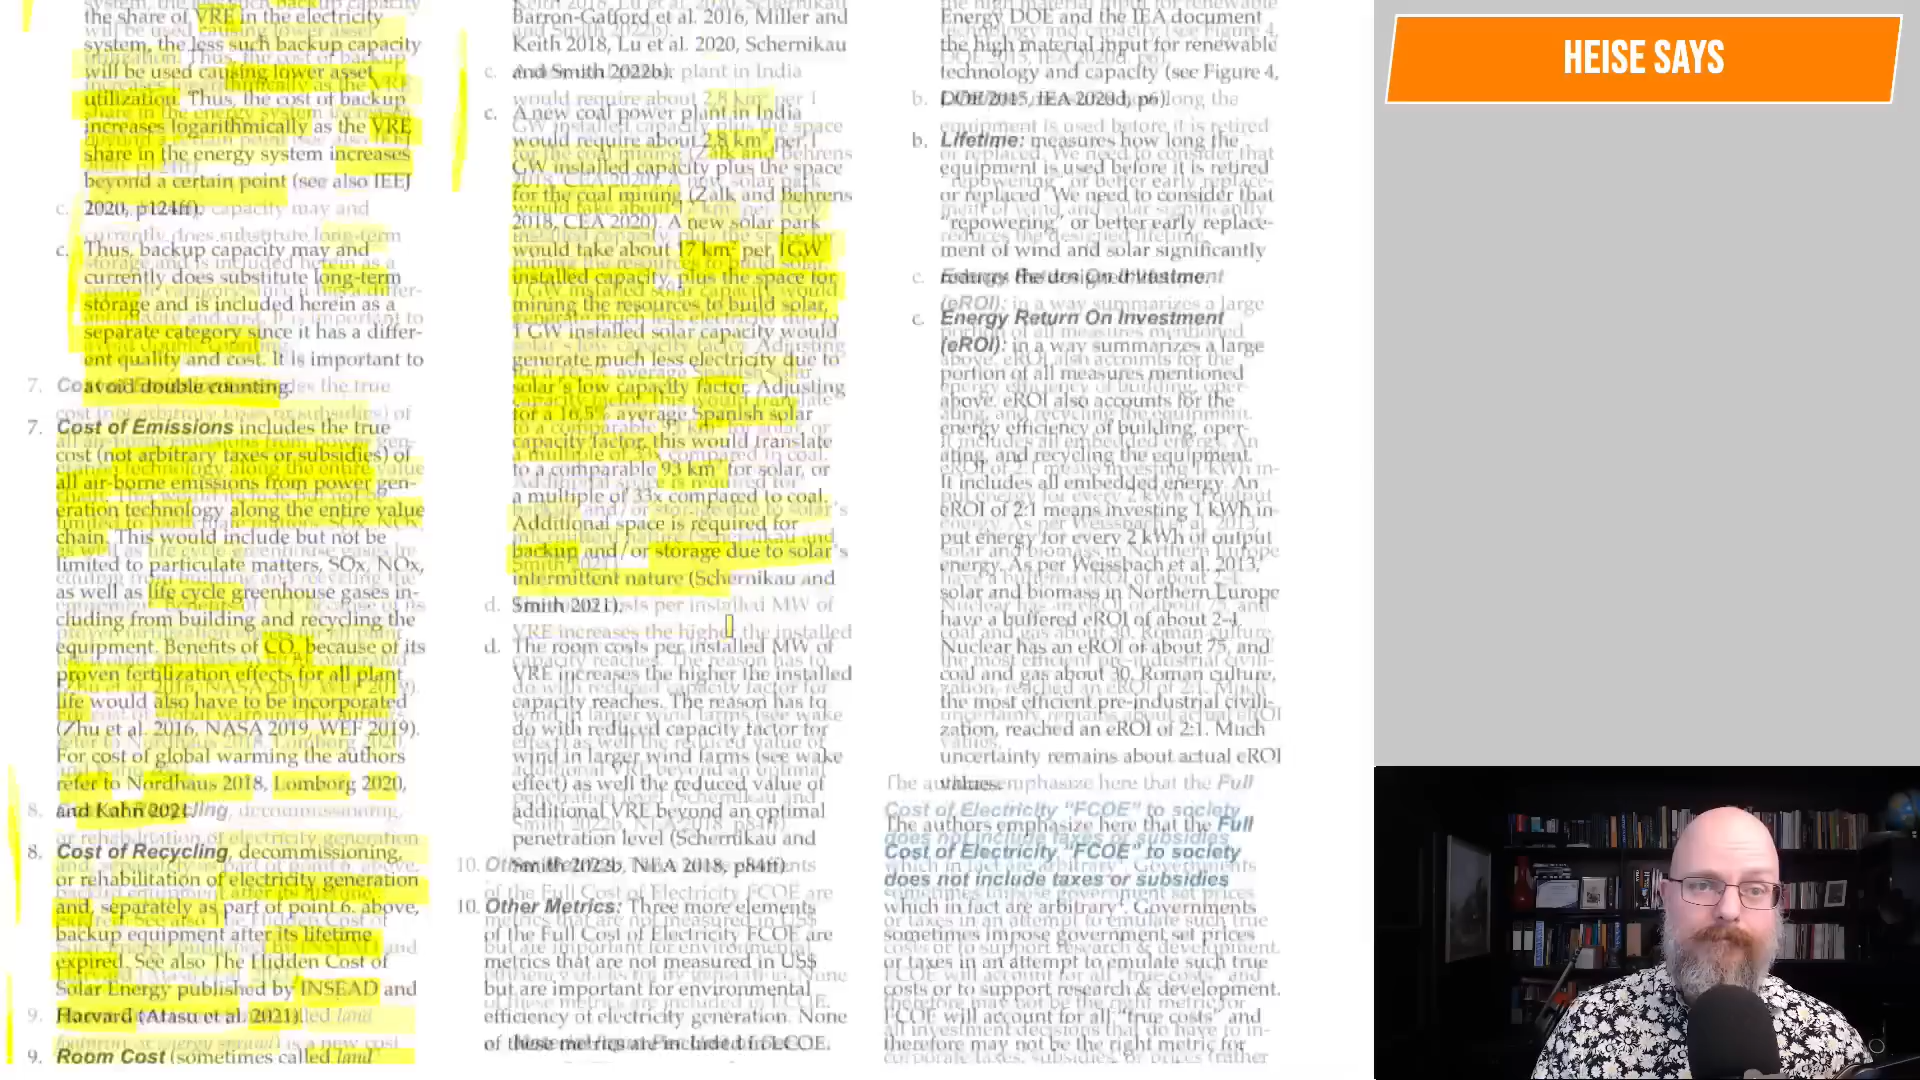 HEISE SAYS
the share of VRE in the electricity
system, the less such backup capacity
will be used causing lower asset
utilization. Thus, the cost of backup
increases logarithmically as the VRE
share in the energy system increases
beyond a certain point (see also IEEJ
2020, p124ff).
c. Thus, backup capacity may and
currently does substitute long-term
storage and is included herein as a
separate category since it has a differ-
ent quality and cost. It is important to
avoid double counting.
7. Cost of Emissions includes the true
cost (not arbitrary taxes or subsidies) of
all air-borne emissions from power gen-
eration technology along the entire value
chain. This would include but not be
limited to particulate matters, SOx, NOx,
as well as life cycle greenhouse gases in-
cluding from building and recycling the
equipment. Benefits of CO2 because of its
proven fertilization effects for all plant
life would also have to be incorporated
(Zhu et al. 2016, NASA 2019, WEF 2019).
For cost of global warming the authors
refer to Nordhaus 2018, Lomborg 2020,
and Kahn 2021.
8. Cost of Recycling, decommissioning,
or rehabilitation of electricity generation
and, separately as part of point 6. above,
backup equipment after its lifetime
expired. See also The Hidden Cost of
Solar Energy published by INSEAD and
Harvard (Atasu et al. 2021).
9. Room Cost (sometimes called land
Barron-Gafford et al. 2016, Miller and
Keith 2018, Lu et al. 2020, Schernikau
and Smith 2022b).
c. A new coal power plant in India
would require about 2,8 km² per 1
GW installed capacity plus the space
for the coal mining (Zalk and Behrens
2018, CEA 2020). A new solar park
would take about 17 km² per 1GW
installed capacity plus the space for
mining the resources to build solar,
1 GW installed solar capacity would
generate much less electricity due to
solar's low capacity factor. Adjusting
for a 16,5% average Spanish solar
capacity factor, this would translate
to a comparable 93 km² for solar, or
a multiple of 33x compared to coal.
Additional space is required for
backup and/or storage due to solar's
intermittent nature (Schernikau and
Smith 2021).
d. The room costs per installed MW of
VRE increases the higher the installed
capacity reaches. The reason has to
do with reduced capacity factor for
wind in larger wind farms (see wake
effect) as well the reduced value of
additional VRE beyond an optimal
penetration level (Schernikau and
Smith 2022b, NEA 2018, p84ff).
10. Other Metrics: Three more elements
of the Full Cost of Electricity FCOE are
metrics that are not measured in US$
but are important for environmental
efficiency of electricity generation. None
of these metrics are included in LCOE.
Energy DOE and the IEA document
the high material input for renewable
technology and capacity (see Figure 4,
DOE 2015, IEA 2020d, p6).
b. Lifetime: measures how long the
equipment is used before it is retired
or replaced. We need to consider that
"repowering" or better early replace-
ment of wind and solar significantly
reduces the designed lifetime.
c. Energy Return On Investment
(eROI): in a way summarizes a large
portion of all measures mentioned
above. eROI also accounts for the
energy efficiency of building, oper-
ating, and recycling the equipment.
It includes all embedded energy. An
eROI of 2:1 means investing 1 kWh in-
put energy for every 2 kWh of output
energy. As per Weissbach et al. 2013,
solar and biomass in Northern Europe
have a buffered eROI of about 2-4.
Nuclear has an eROI of about 75, and
coal and gas about 30. Roman culture,
the most efficient pre-industrial civili-
zation, reached an eROI of 2:1. Much
uncertainty remains about actual eROI
values.
The authors emphasize here that the Full
Cost of Electricity "FCOE" to society
does not include taxes or subsidies
which in fact are arbitrary. Governments
sometimes impose government set prices
or taxes in an attempt to emulate such true
costs or to support research & development.
FCOE will account for all "true costs" and
therefore may not be the right metric for